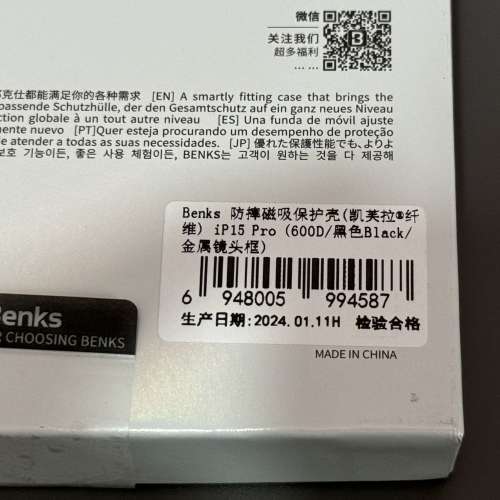 微信
关注我们
超多福利
... ...
克仕都能满足你的各种需求 [EN] A smartly fitting case that brings the
passende Schutzhülle, der den Gesamtschutz auf ein ganz neues Niveau
ction globale à un tout autre niveau [ES] Una funda de móvil ajuste
mente nuevo [PT]Quer esteja procurando um desempenho de proteção
e atender a todas as suas necessidades. [JP] 優れた保護性能でも、よりよ
보호 기능이든, 좋은 사용 체험이든, BENKS는 고객이 원하는 것을 다 제공해
Benks 防摔磁吸保护壳(凯芙拉®纤
维) iP15 Pro (600D/黑色Black/
金属镜头框)
6 948005 994587
生产日期:2024.01.11H 检验合格
MADE IN CHINA
Benks
R CHOOSING BENKS